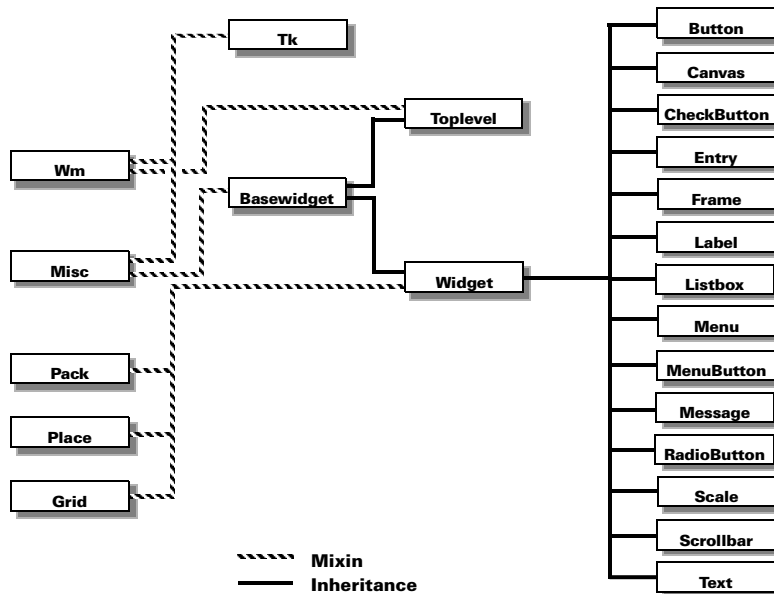 Tk
Wm
Misc
Pack
Place
Grid
Basewidget
Toplevel
Widget
Button
Canvas
CheckButton
Entry
Frame
Label
Listbox
Menu
MenuButton
Message
RadioButton
Scale
Scrollbar
Text
Mixin
Inheritance